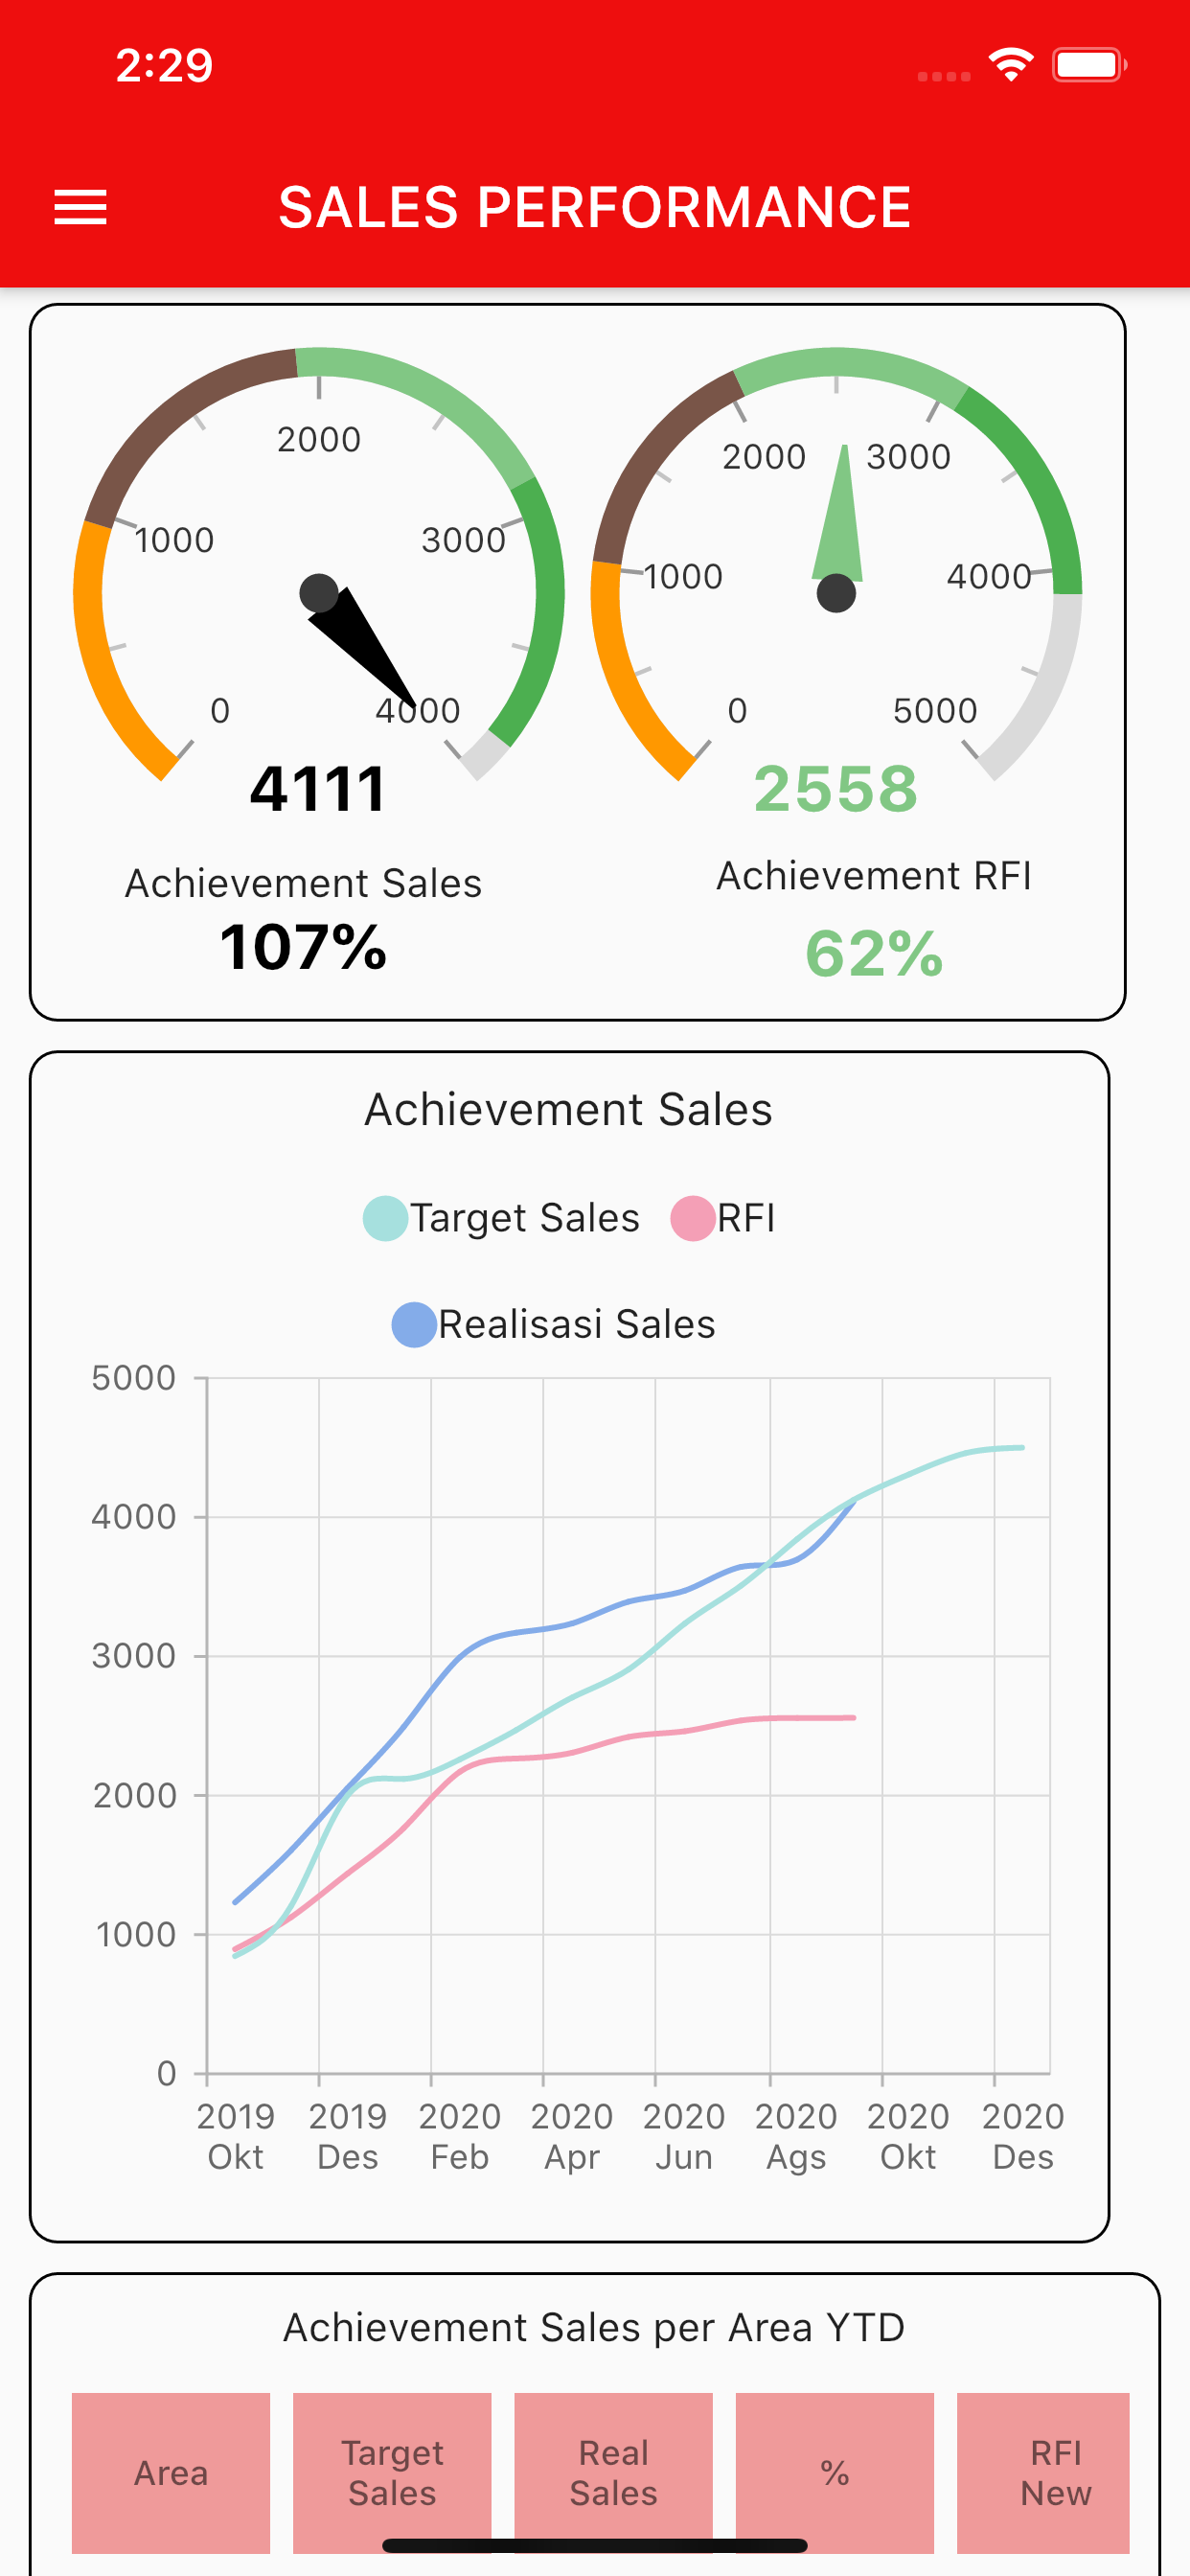 2:29
SALES PERFORMANCE
2000
1000
3000
0
4000
4111
Achievement Sales
107%
2000
3000
1000
4000
0
5000
2558
Achievement RFI
62%
Achievement Sales
Target Sales
RFI
Realisasi Sales
5000
4000
3000
2000
1000
0
2019
Okt
2019
Des
2020
Feb
2020
Apr
2020
Jun
2020
Ags
2020
Okt
2020
Des
Achievement Sales per Area YTD
Area
Target
Sales
Real
Sales
%
RFI
New